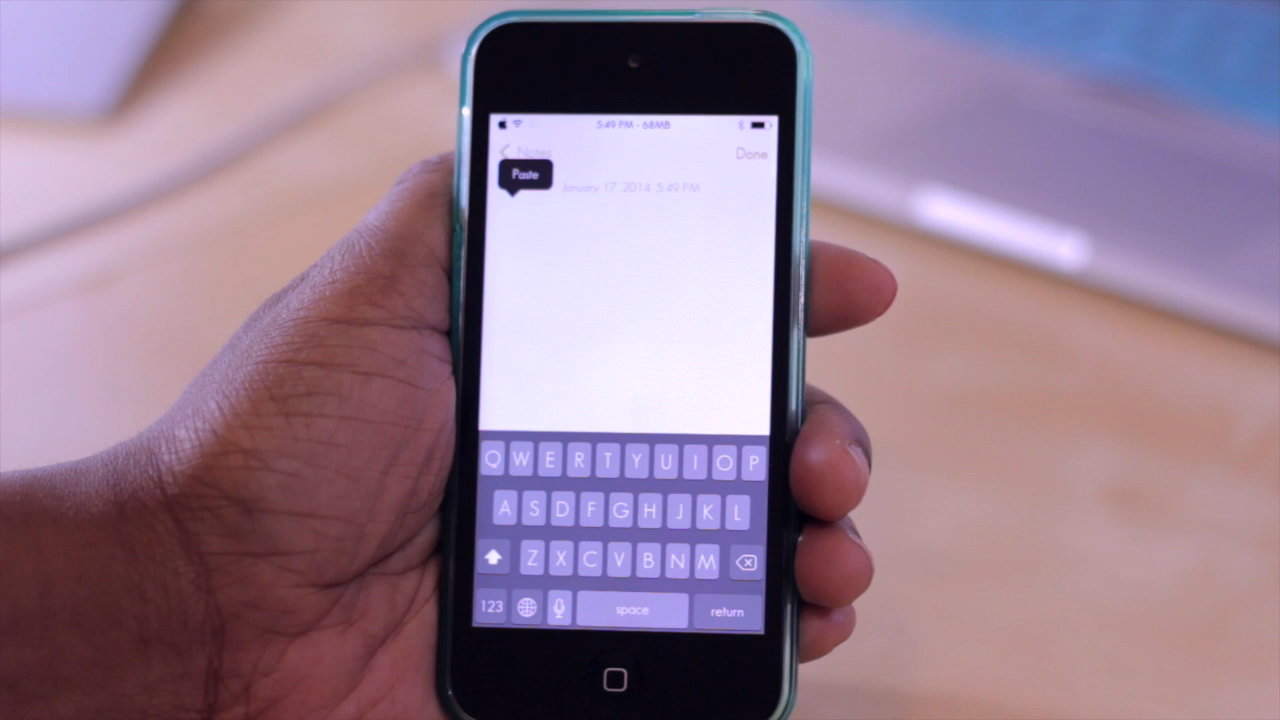 5:49 PM - 68MB
Notes
Done
Paste
January 17, 2014, 5:49 PM
Q W E R T Y U I O P
A S D F G H J K L
Z X C V B N M
123 space return